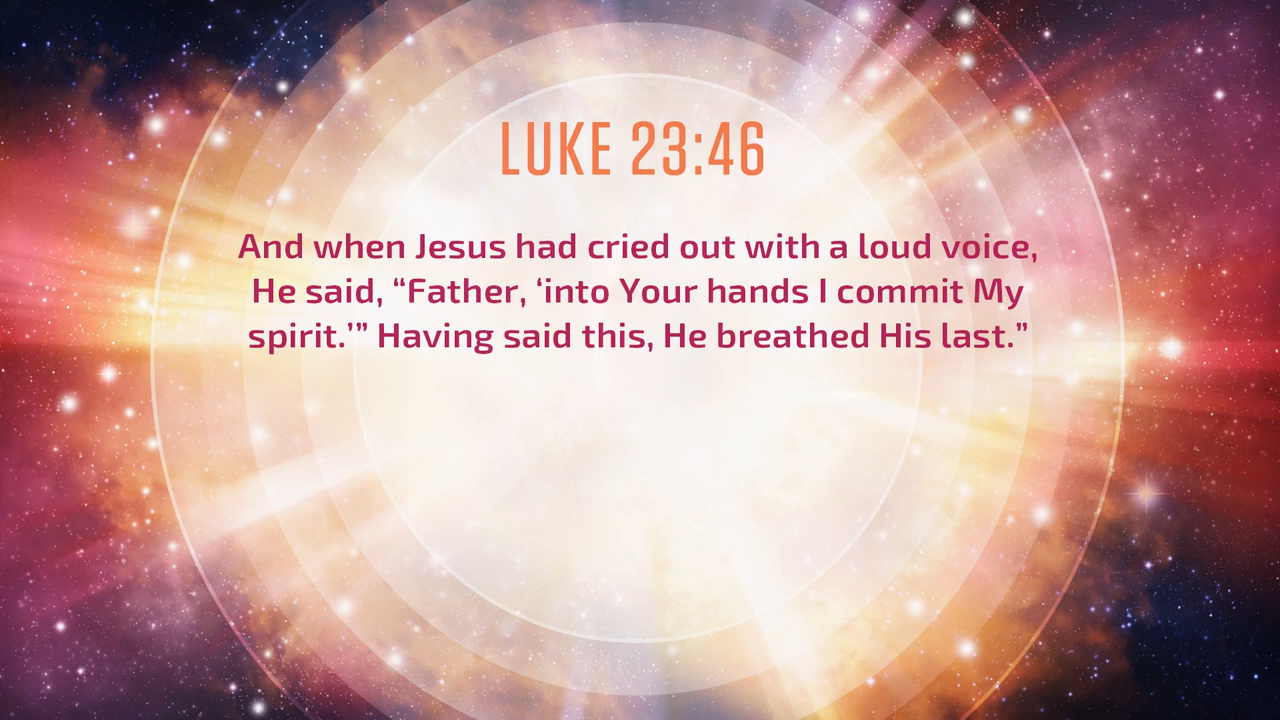 LUKE 23:46
And when Jesus had cried out with a loud voice,
He said, “Father, ‘into Your hands I commit My
spirit.’” Having said this, He breathed His last.”